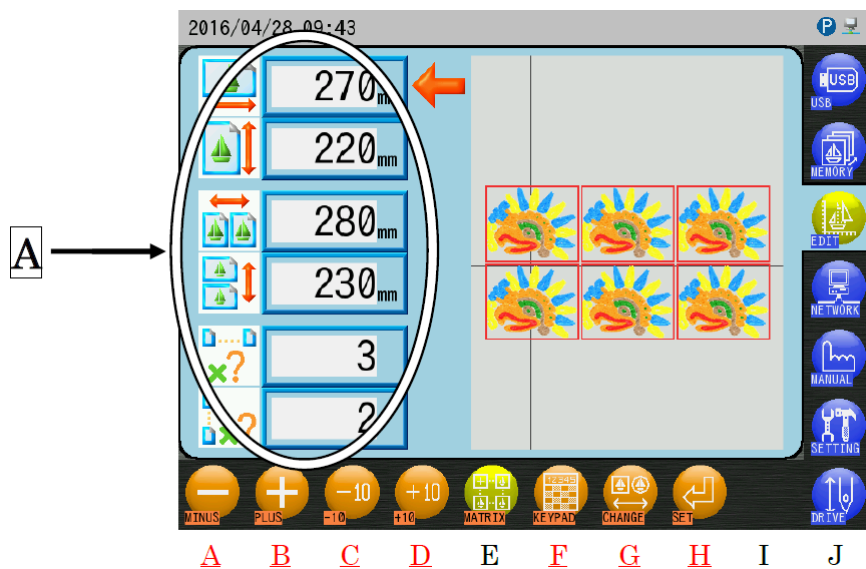 2016/04/28 09:43
P
270mm
220mm
280mm
230mm
×? 3
×? 2
A
USB
USB
MEMORY
EDIT
NETWORK
MANUAL
SETTING
DRIVE
− + −10 +10 12345
MINUS PLUS -10 +10 MATRIX KEYPAD CHANGE SET
A B C D E F G H I J